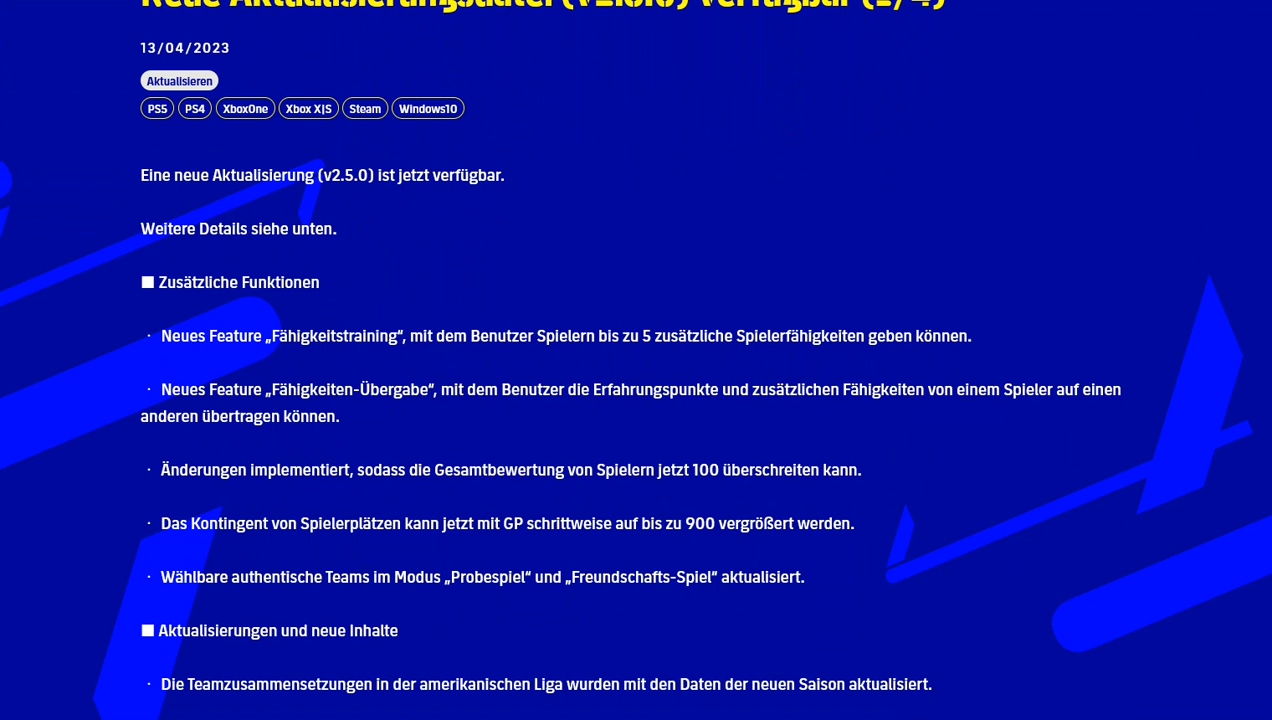 Neue Aktualisierungsdatei verfügbar
13/04/2023
Aktualisieren
PS5 PS4 XboxOne Xbox X|S Steam Windows10
Eine neue Aktualisierung (v2.5.0) ist jetzt verfügbar.
Weitere Details siehe unten.
■ Zusätzliche Funktionen
・ Neues Feature „Fähigkeitstraining“, mit dem Benutzer Spielern bis zu 5 zusätzliche Spielerfähigkeiten geben können.
・ Neues Feature „Fähigkeiten-Übergabe“, mit dem Benutzer die Erfahrungspunkte und zusätzlichen Fähigkeiten von einem Spieler auf einen
anderen übertragen können.
・ Änderungen implementiert, sodass die Gesamtbewertung von Spielern jetzt 100 überschreiten kann.
・ Das Kontingent von Spielerplätzen kann jetzt mit GP schrittweise auf bis zu 900 vergrößert werden.
・ Wählbare authentische Teams im Modus „Probespiel“ und „Freundschafts-Spiel“ aktualisiert.
■ Aktualisierungen und neue Inhalte
・ Die Teamzusammensetzungen in der amerikanischen Liga wurden mit den Daten der neuen Saison aktualisiert.